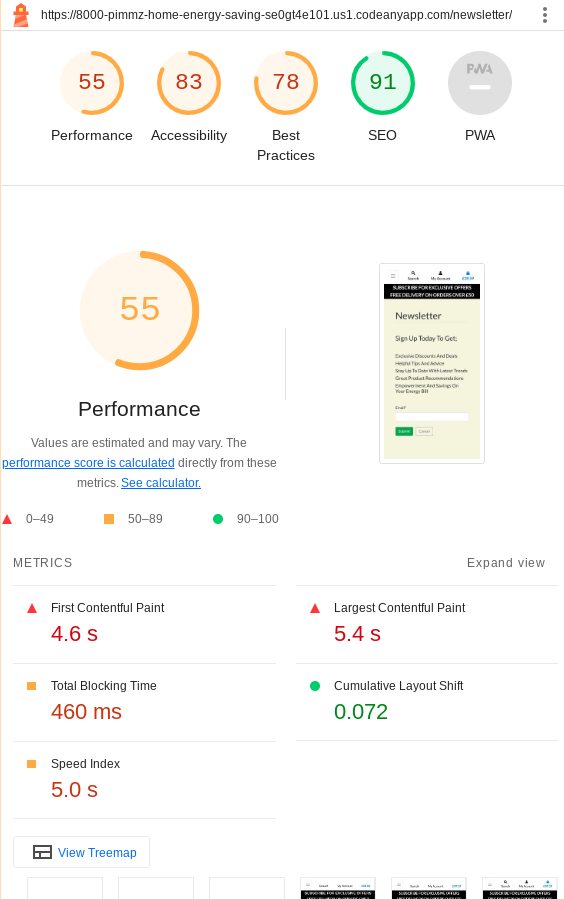 https://8000-pimmz-home-energy-saving-se0gt4e101.us1.codeanyapp.com/newsletter/
55 83 78 91 PWA
Performance Accessibility Best Practices SEO PWA
55
Performance
Values are estimated and may vary. The
performance score is calculated directly from these
metrics. See calculator.
0–49 50–89 90–100
SUBSCRIBE FOR EXCLUSIVE OFFERS
FREE DELIVERY ON ORDERS OVER £50
Newsletter
Sign Up Today To Get;
Exclusive Discounts And Deals
Helpful Tips And Advice
Stay Up To Date With Latest Trends
Great Product Recommendations
Empowerment And Savings On
Your Energy Bill!
Email*
Submit Cancel
METRICS Expand view
First Contentful Paint
4.6 s
Largest Contentful Paint
5.4 s
Total Blocking Time
460 ms
Cumulative Layout Shift
0.072
Speed Index
5.0 s
View Treemap